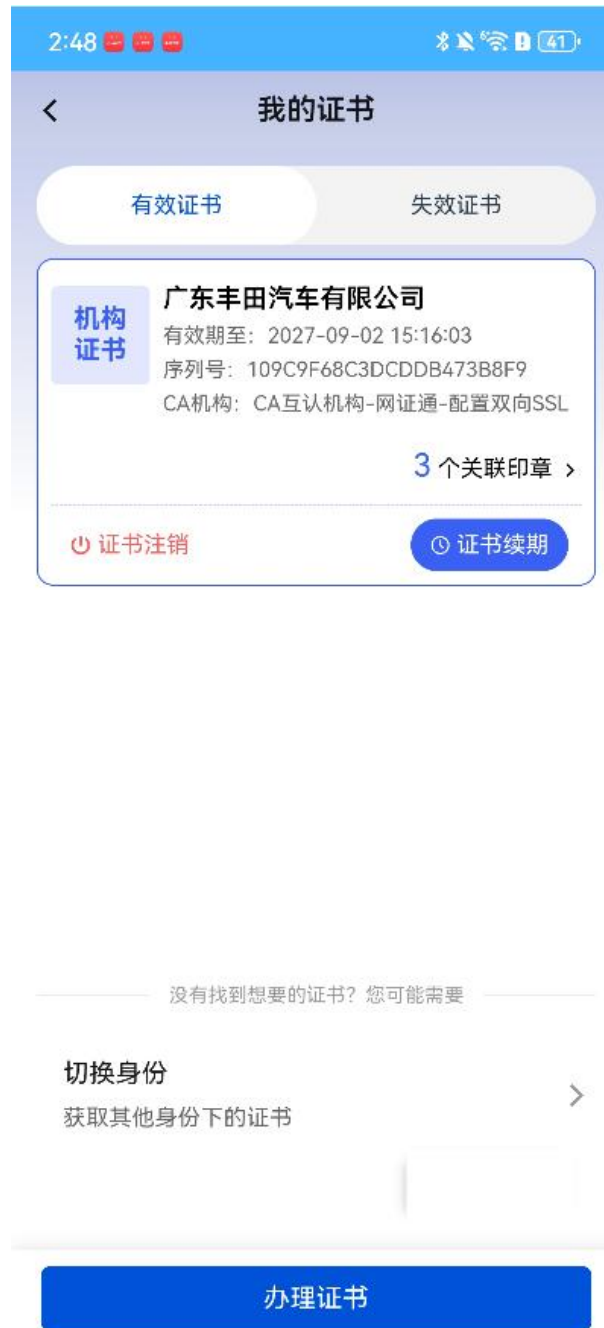 2:48 41
我的证书
有效证书 失效证书
机构证书
广东丰田汽车有限公司
有效期至：2027-09-02 15:16:03
序列号：109C9F68C3DCDDB473B8F9
CA机构：CA互认机构-网证通-配置双向SSL
3 个关联印章
证书注销 证书续期
没有找到想要的证书？您可能需要
切换身份
获取其他身份下的证书
办理证书